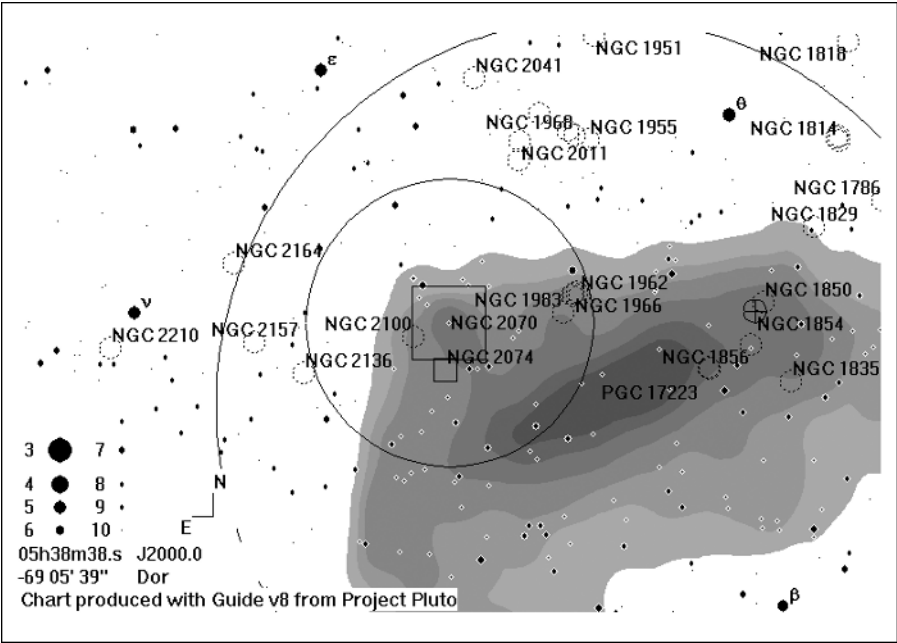 NGC 1951
NGC 1818
ε
NGC 2041
θ
NGC 1968
NGC 1955
NGC 1814
NGC 2011
NGC 1786
NGC 1829
NGC 2164
NGC 1962
NGC 1850
NGC 1983
ν
NGC 1966
NGC 2157
NGC 2100
NGC 2070
NGC 1854
NGC 2210
NGC 2074
NGC 1856
NGC 2136
NGC 1835
PGC 17223
3 7
4 8
5 9
6 10
N
E
05h38m38.s J2000.0
-69 05' 39" Dor
β
Chart produced with Guide v8 from Project Pluto